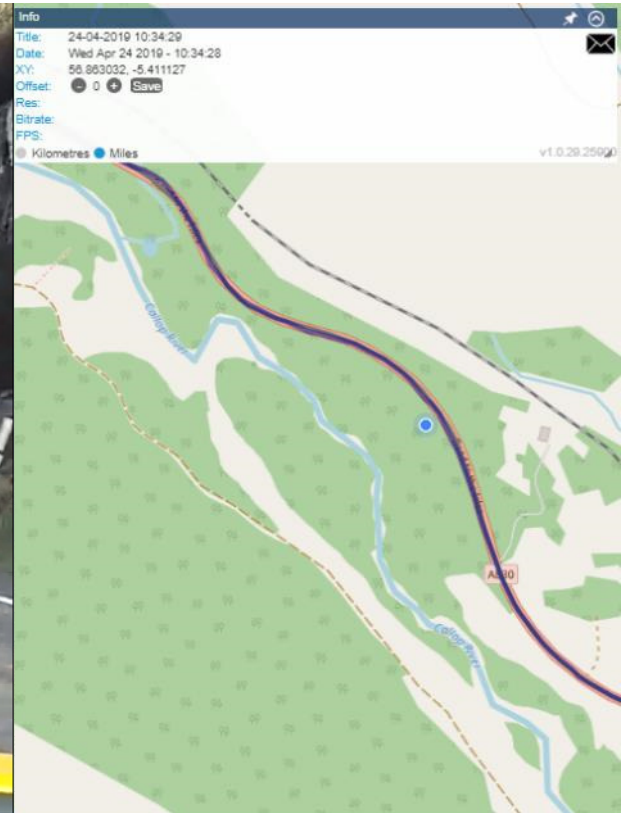 Info
Title: 24-04-2019 10:34:29
Date: Wed Apr 24 2019 - 10:34:28
XY: 56.863032, -5.411127
Offset: - 0 + Save
Res:
Bitrate:
FPS:
Kilometres Miles
v1.0.29.25900
Callop River
A830
Callop River